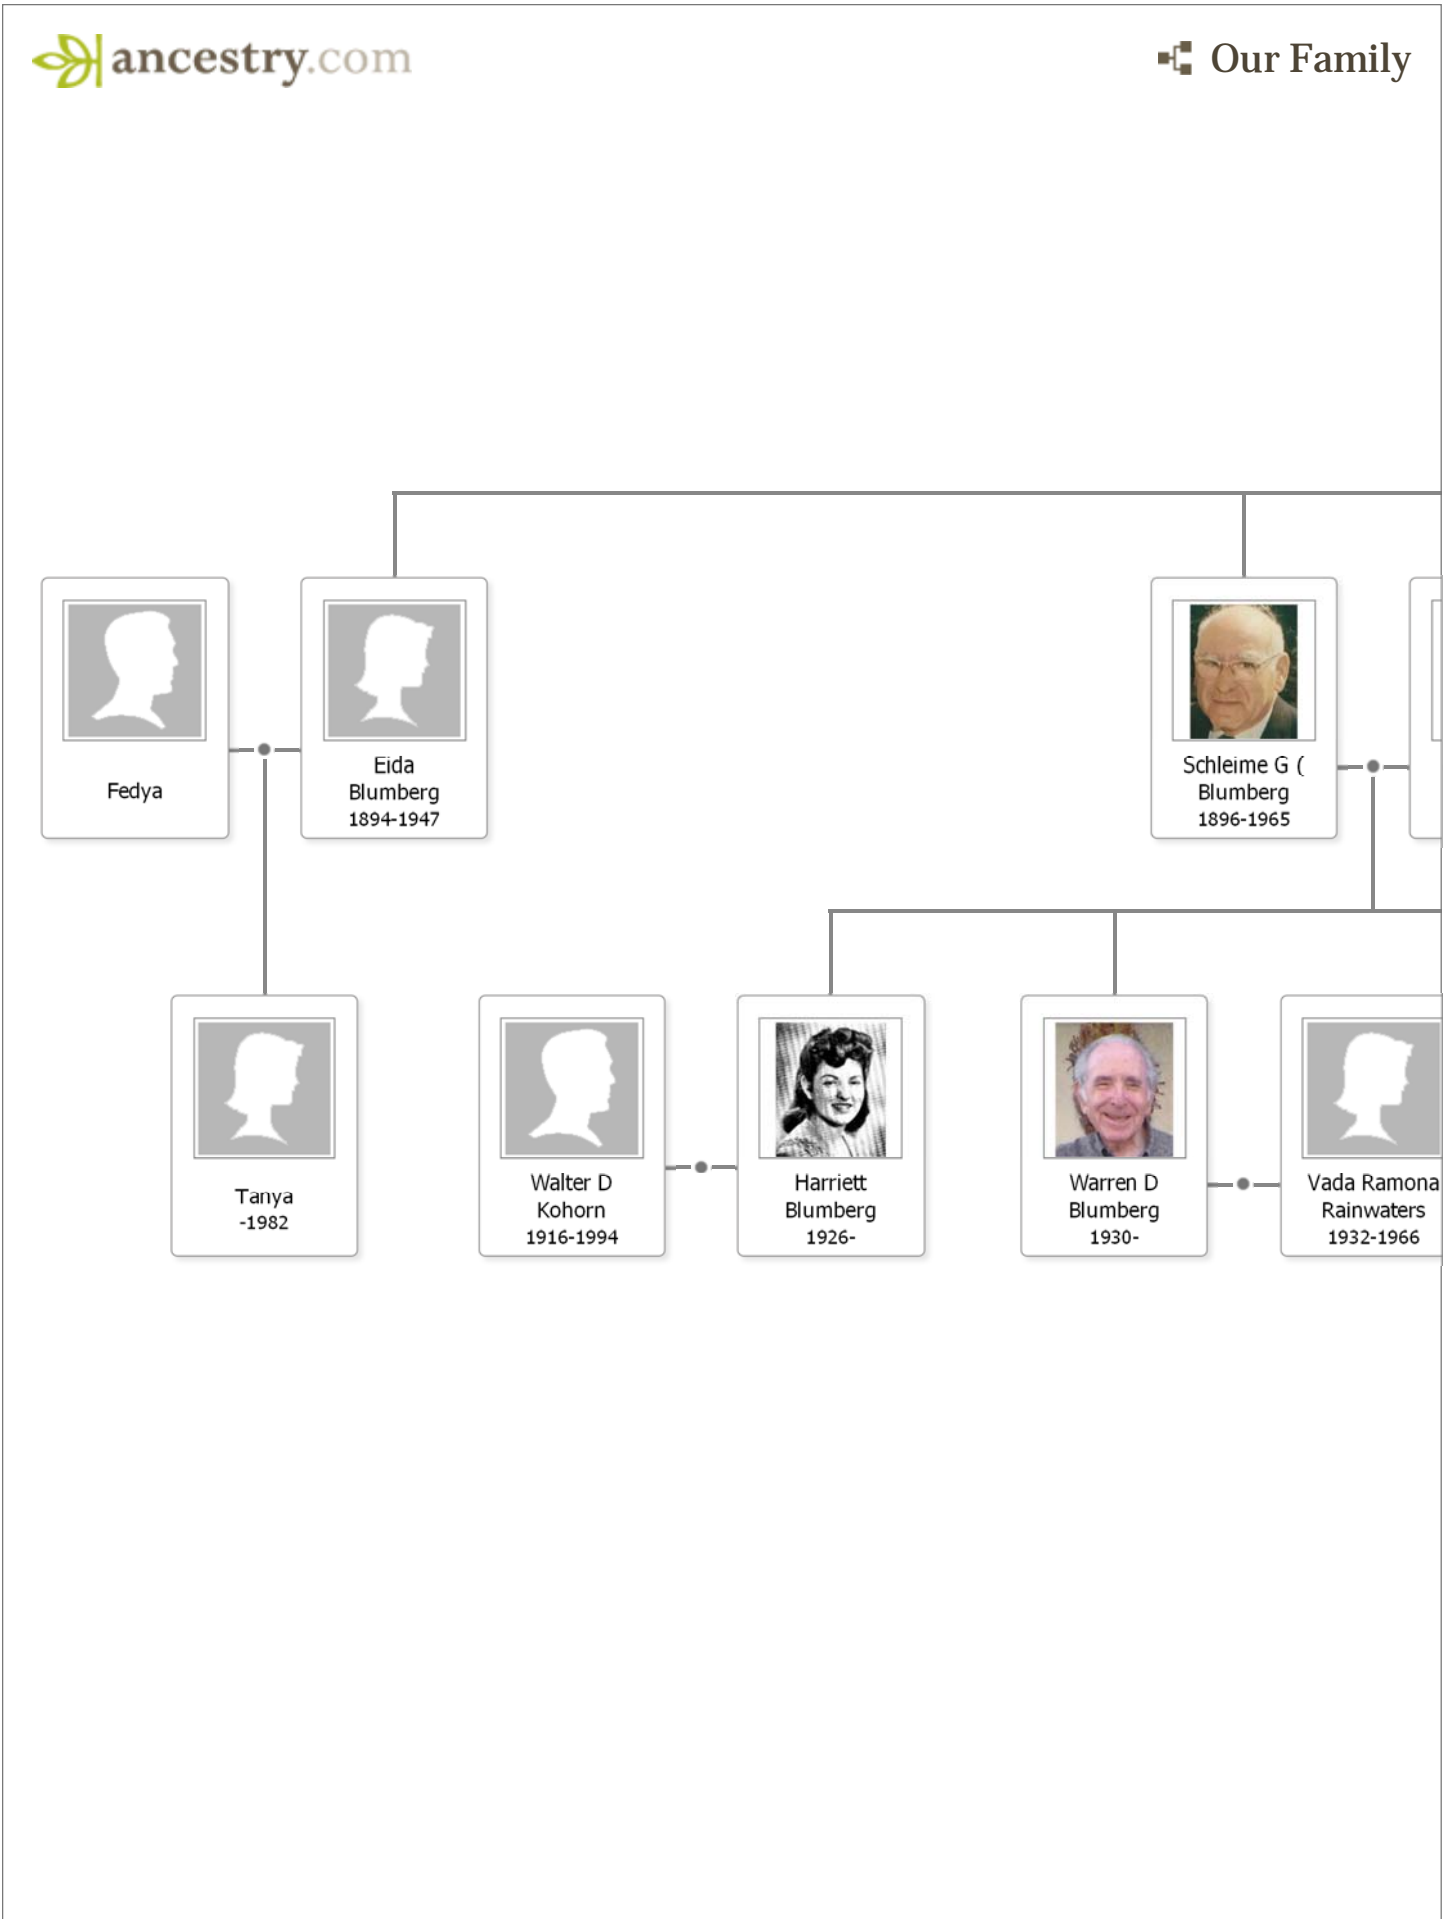 ancestry.com
Our Family
Fedya
Eida
Blumberg
1894-1947
Schleime G (
Blumberg
1896-1965
Tanya
-1982
Walter D
Kohorn
1916-1994
Harriett
Blumberg
1926-
Warren D
Blumberg
1930-
Vada Ramona
Rainwaters
1932-1966